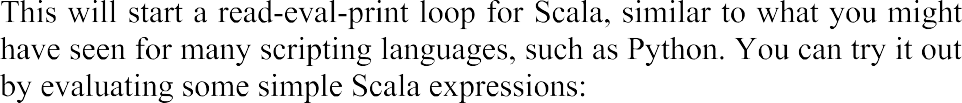 This will start a read-eval-print loop for Scala, similar to what you might
have seen for many scripting languages, such as Python. You can try it out
by evaluating some simple Scala expressions: